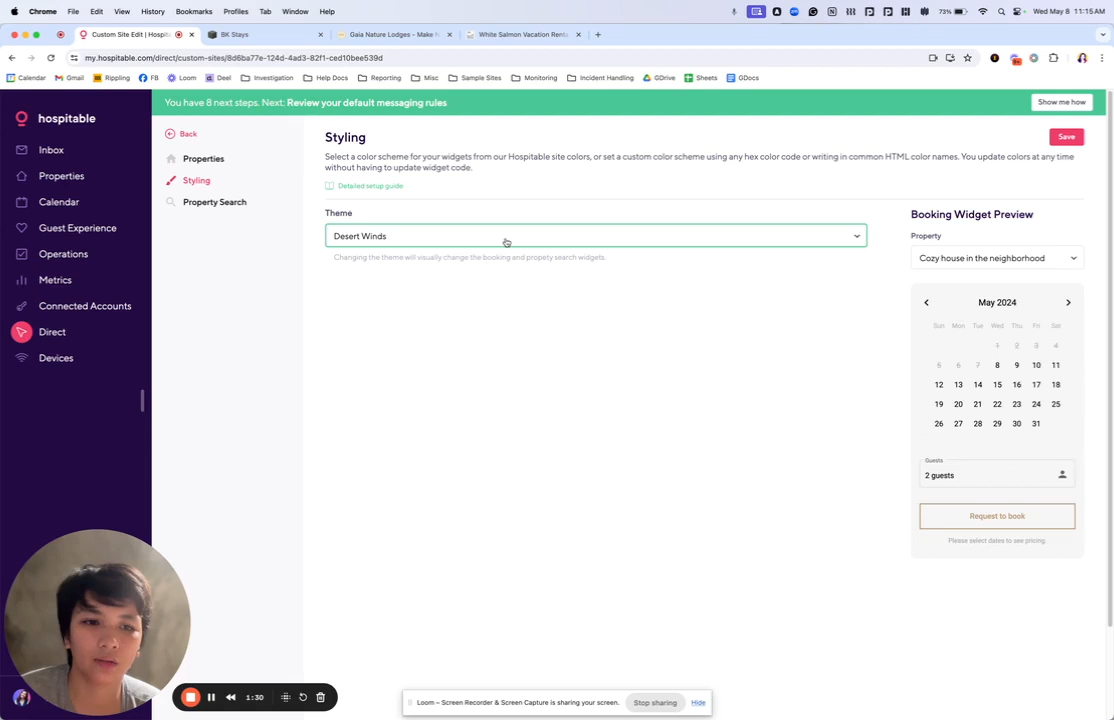 Chrome File Edit View History Bookmarks Profiles Tab Window Help
73% Wed May 8 11:15AM
Custom Site Edit | Hospita
BK Stays
Gaia Nature Lodges – Make M
White Salmon Vacation Renta
my.hospitable.com/direct/custom-sites/8d6ba77e-124d-4ad3-82f1-ced10bee539d
Calendar Gmail Rippling FB Loom Deel Investigation Help Docs Reporting Misc Sample Sites Monitoring Incident Handling GDrive Sheets GDocs
You have 8 next steps. Next: Review your default messaging rules
Show me how
hospitable
Inbox
Properties
Calendar
Guest Experience
Operations
Metrics
Connected Accounts
Direct
Devices
Back
Properties
Styling
Property Search
Styling
Save
Select a color scheme for your widgets from our Hospitable site colors, or set a custom color scheme using any hex color code or writing in common HTML color names. You update colors at any time
without having to update widget code.
Detailed setup guide
Theme
Desert Winds
Changing the theme will visually change the booking and propety search widgets.
Booking Widget Preview
Property
Cozy house in the neighborhood
May 2024
Sun Mon Tue Wed Thu Fri Sat
1 2 3 4
5 6 7 8 9 10 11
12 13 14 15 16 17 18
19 20 21 22 23 24 25
26 27 28 29 30 31
Guests
2 guests
Request to book
Please select dates to see pricing.
1:30
Loom – Screen Recorder & Screen Capture is sharing your screen.
Stop sharing
Hide